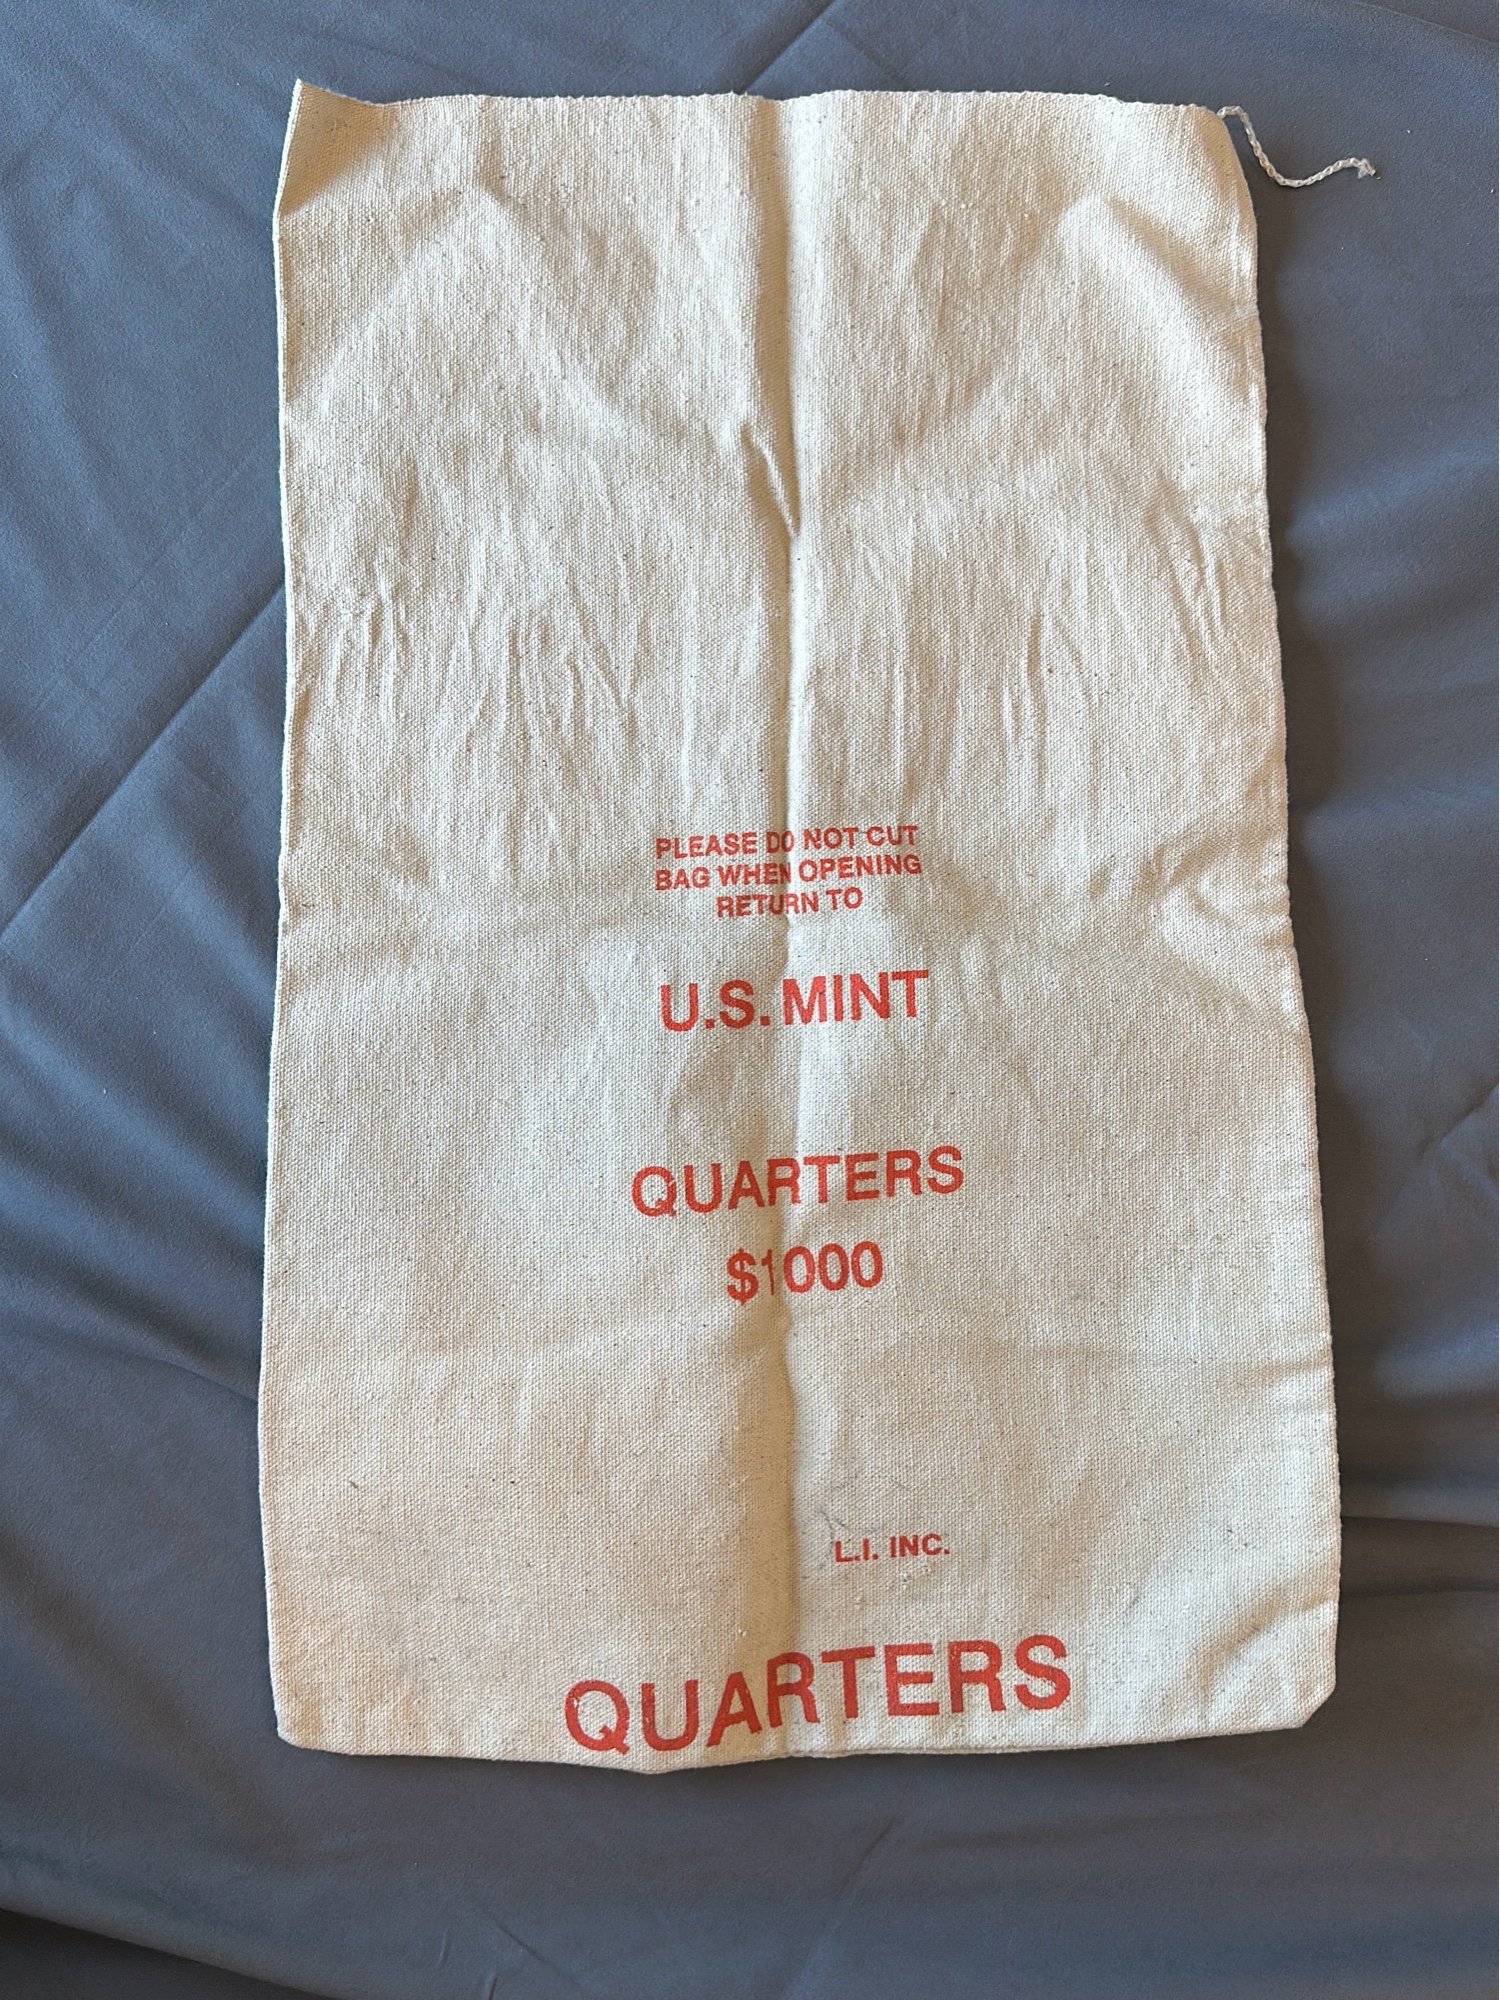 PLEASE DO NOT CUT
BAG WHEN OPENING
RETURN TO
U.S. MINT
QUARTERS
$1000
L.I. INC.
QUARTERS